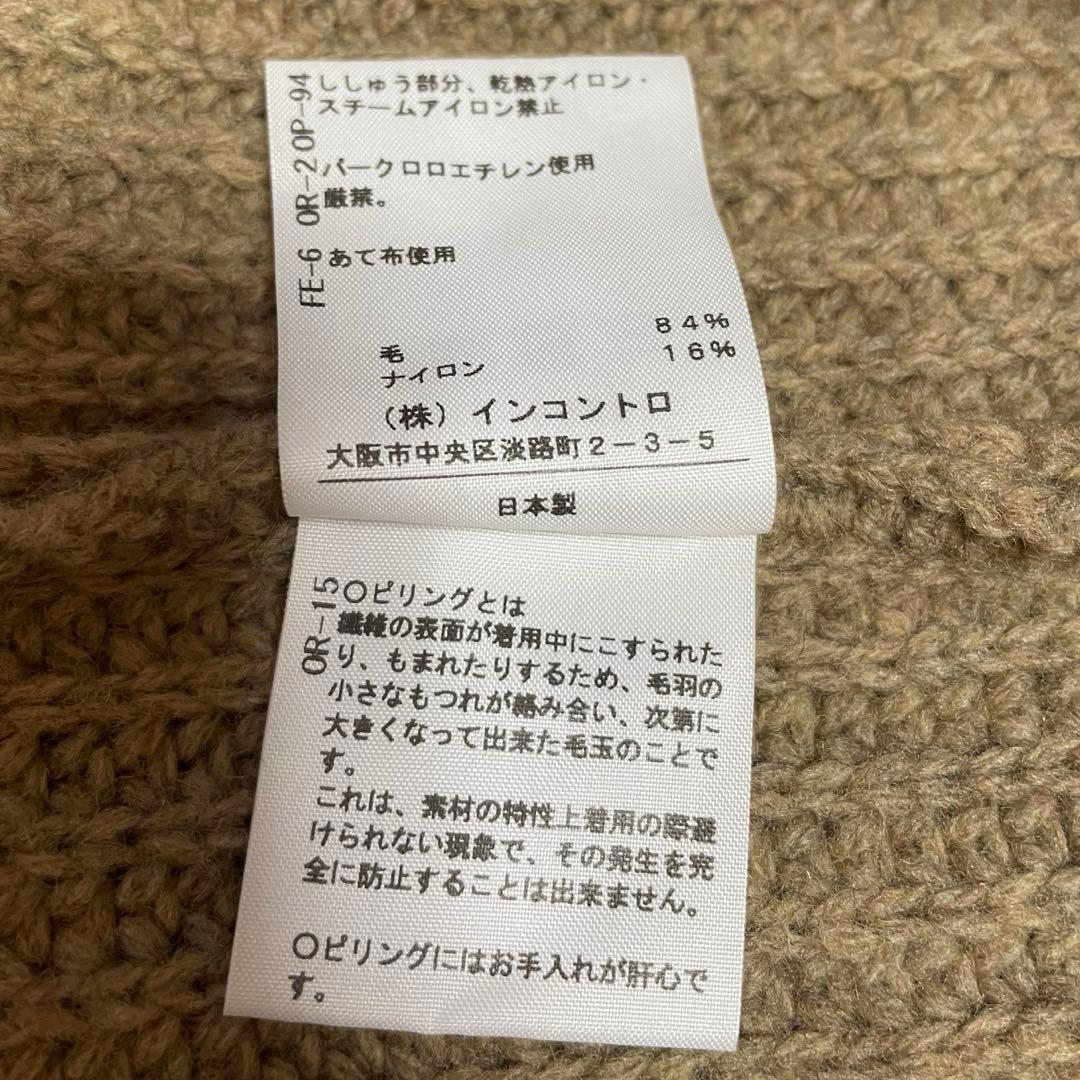 OP-94 ししゅう部分、乾熱アイロン・
スチームアイロン禁止
OR-2 パークロロエチレン使用
厳禁。
FE-6 あて布使用
毛 84%
ナイロン 16%
(株)インコントロ
大阪市中央区淡路町2-3-5
日本製
OR-15 〇ピリングとは
繊維の表面が着用中にこすられた
り、もまれたりするため、毛羽の
小さなもつれが絡み合い、次第に
大きくなって出来た毛玉のことで
す。
これは、素材の特性上着用の際避
けられない現象で、その発生を完
全に防止することは出来ません。
〇ピリングにはお手入れが肝心で
す。